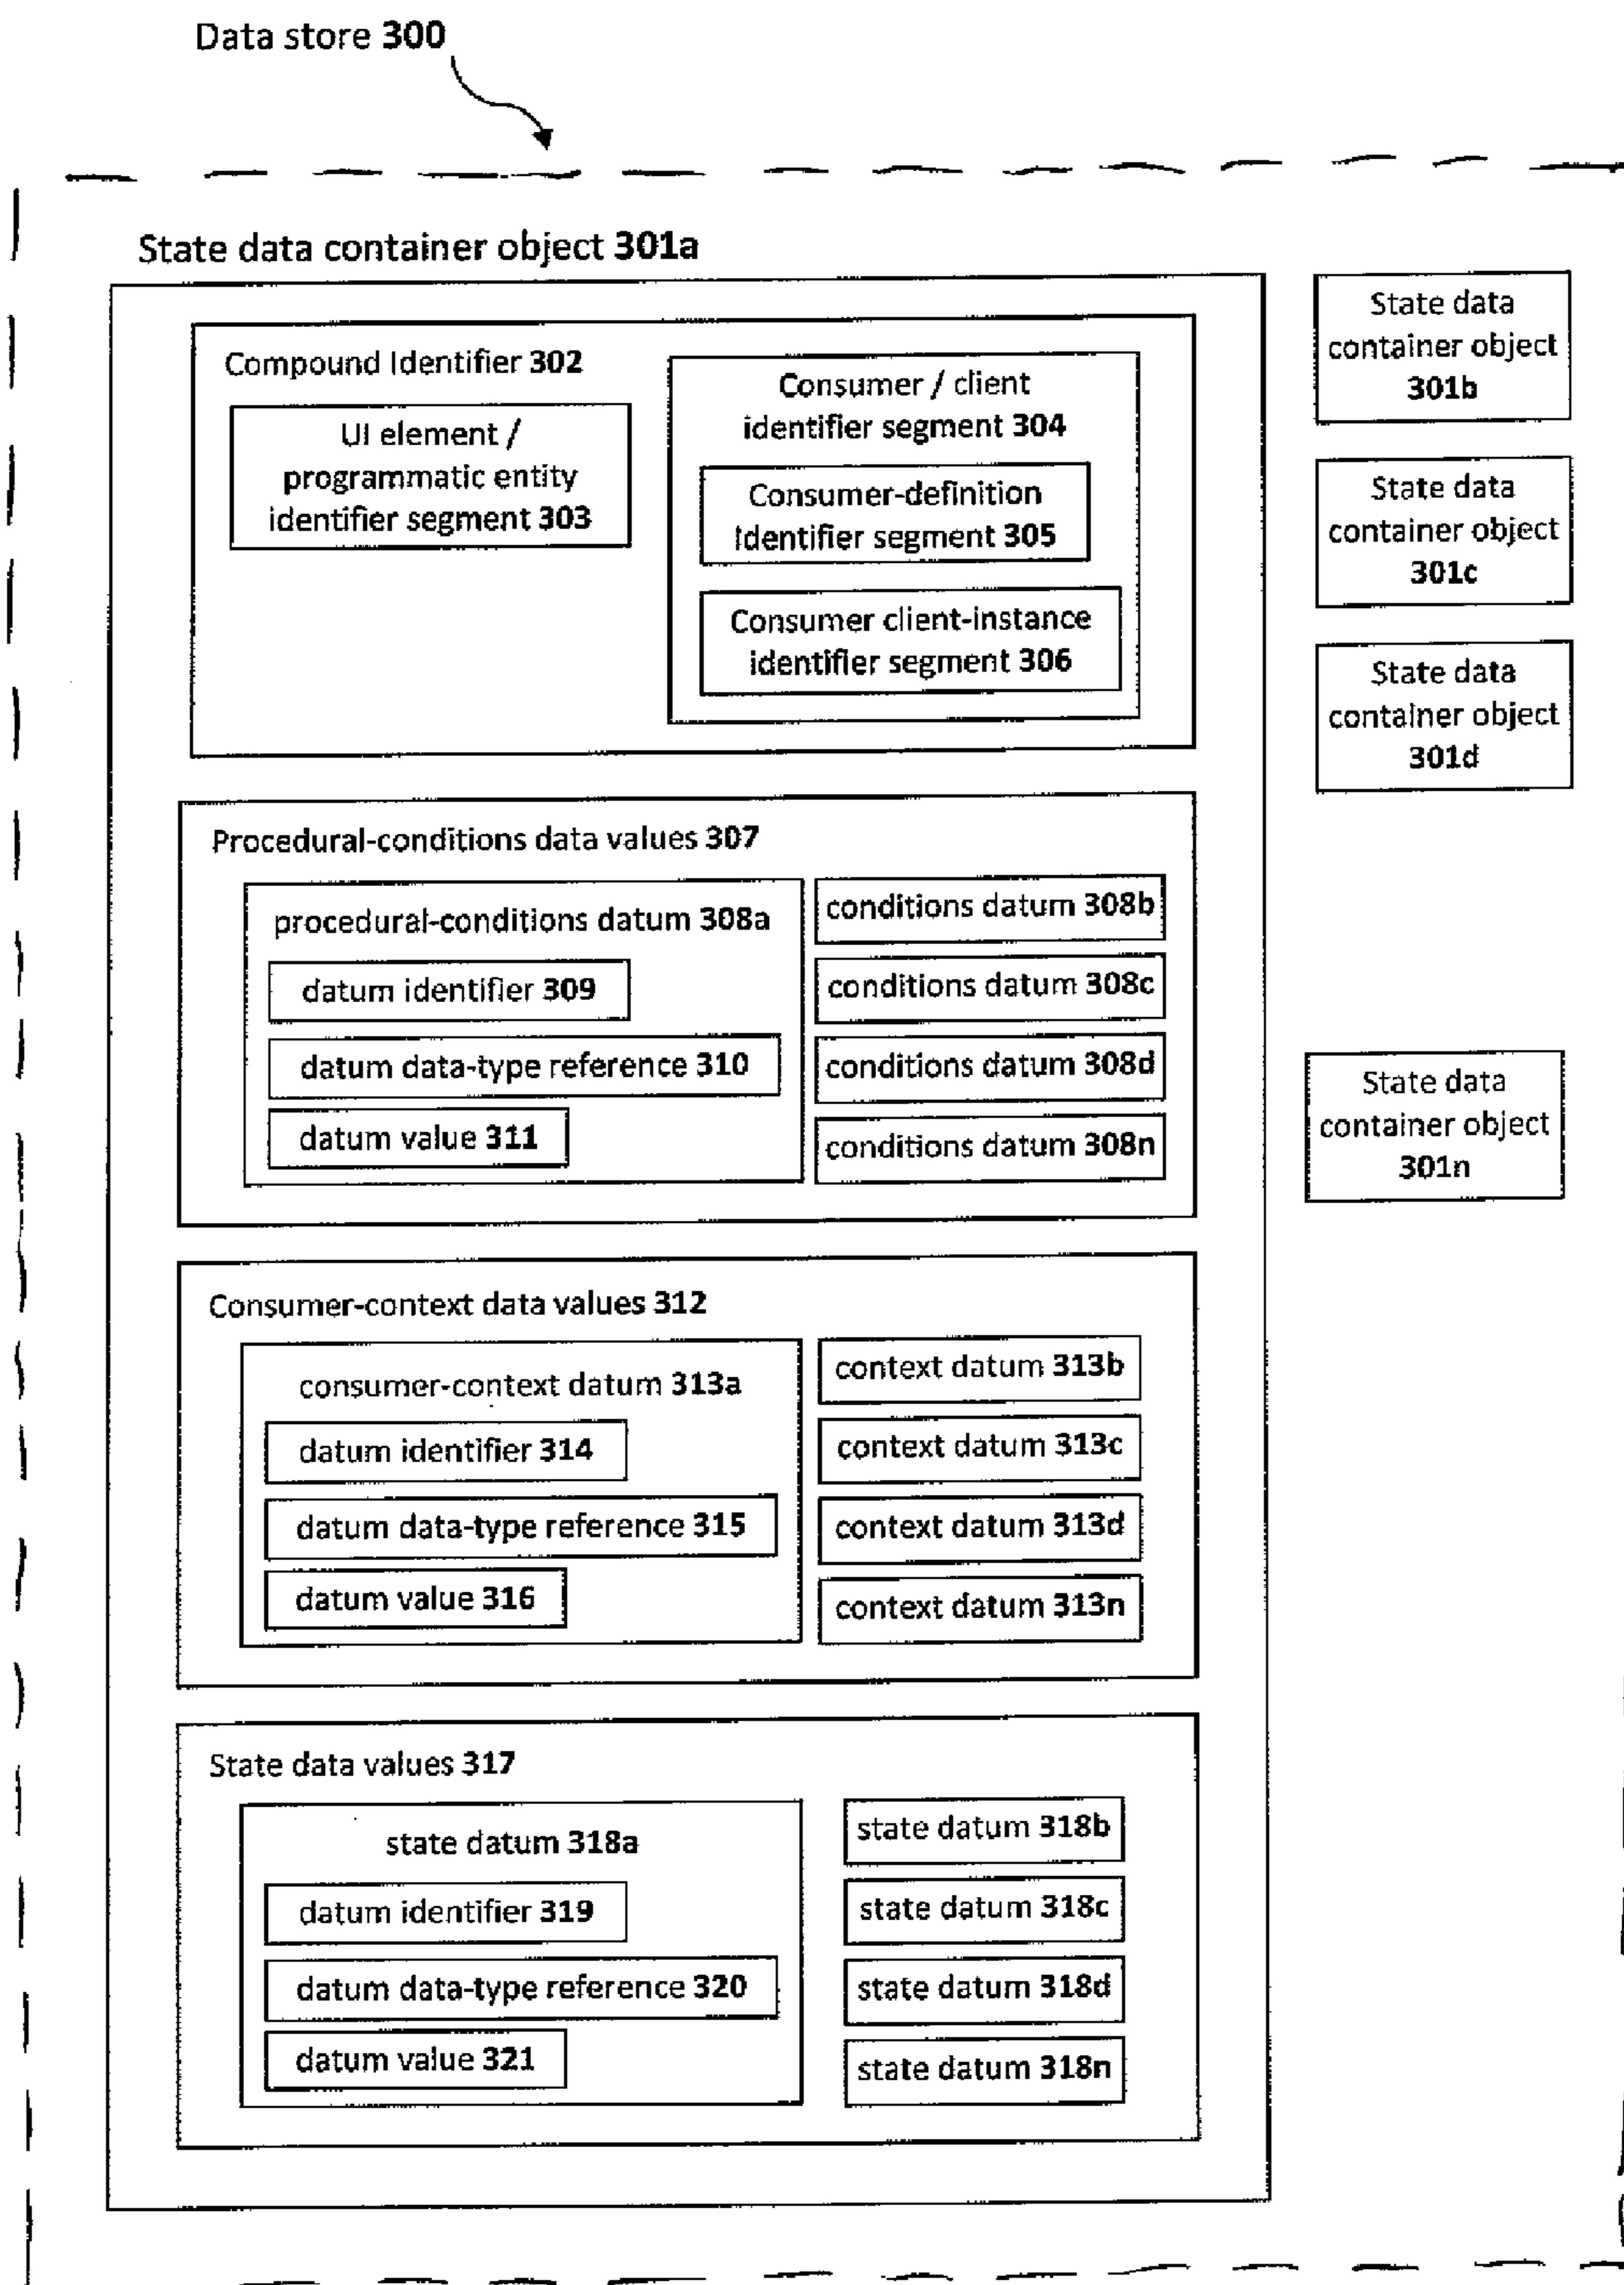 Data store 300
State data container object 301a
Compound Identifier 302
UI element /
programmatic entity
identifier segment 303
Consumer / client
identifier segment 304
Consumer-definition
identifier segment 305
Consumer client-instance
identifier segment 306
Procedural-conditions data values 307
procedural-conditions datum 308a
datum identifier 309
datum data-type reference 310
datum value 311
conditions datum 308b
conditions datum 308c
conditions datum 308d
conditions datum 308n
Consumer-context data values 312
consumer-context datum 313a
datum identifier 314
datum data-type reference 315
datum value 316
context datum 313b
context datum 313c
context datum 313d
context datum 313n
State data values 317
state datum 318a
datum identifier 319
datum data-type reference 320
datum value 321
state datum 318b
state datum 318c
state datum 318d
state datum 318n
State data
container object
301b
State data
container object
301c
State data
container object
301d
State data
container object
301n